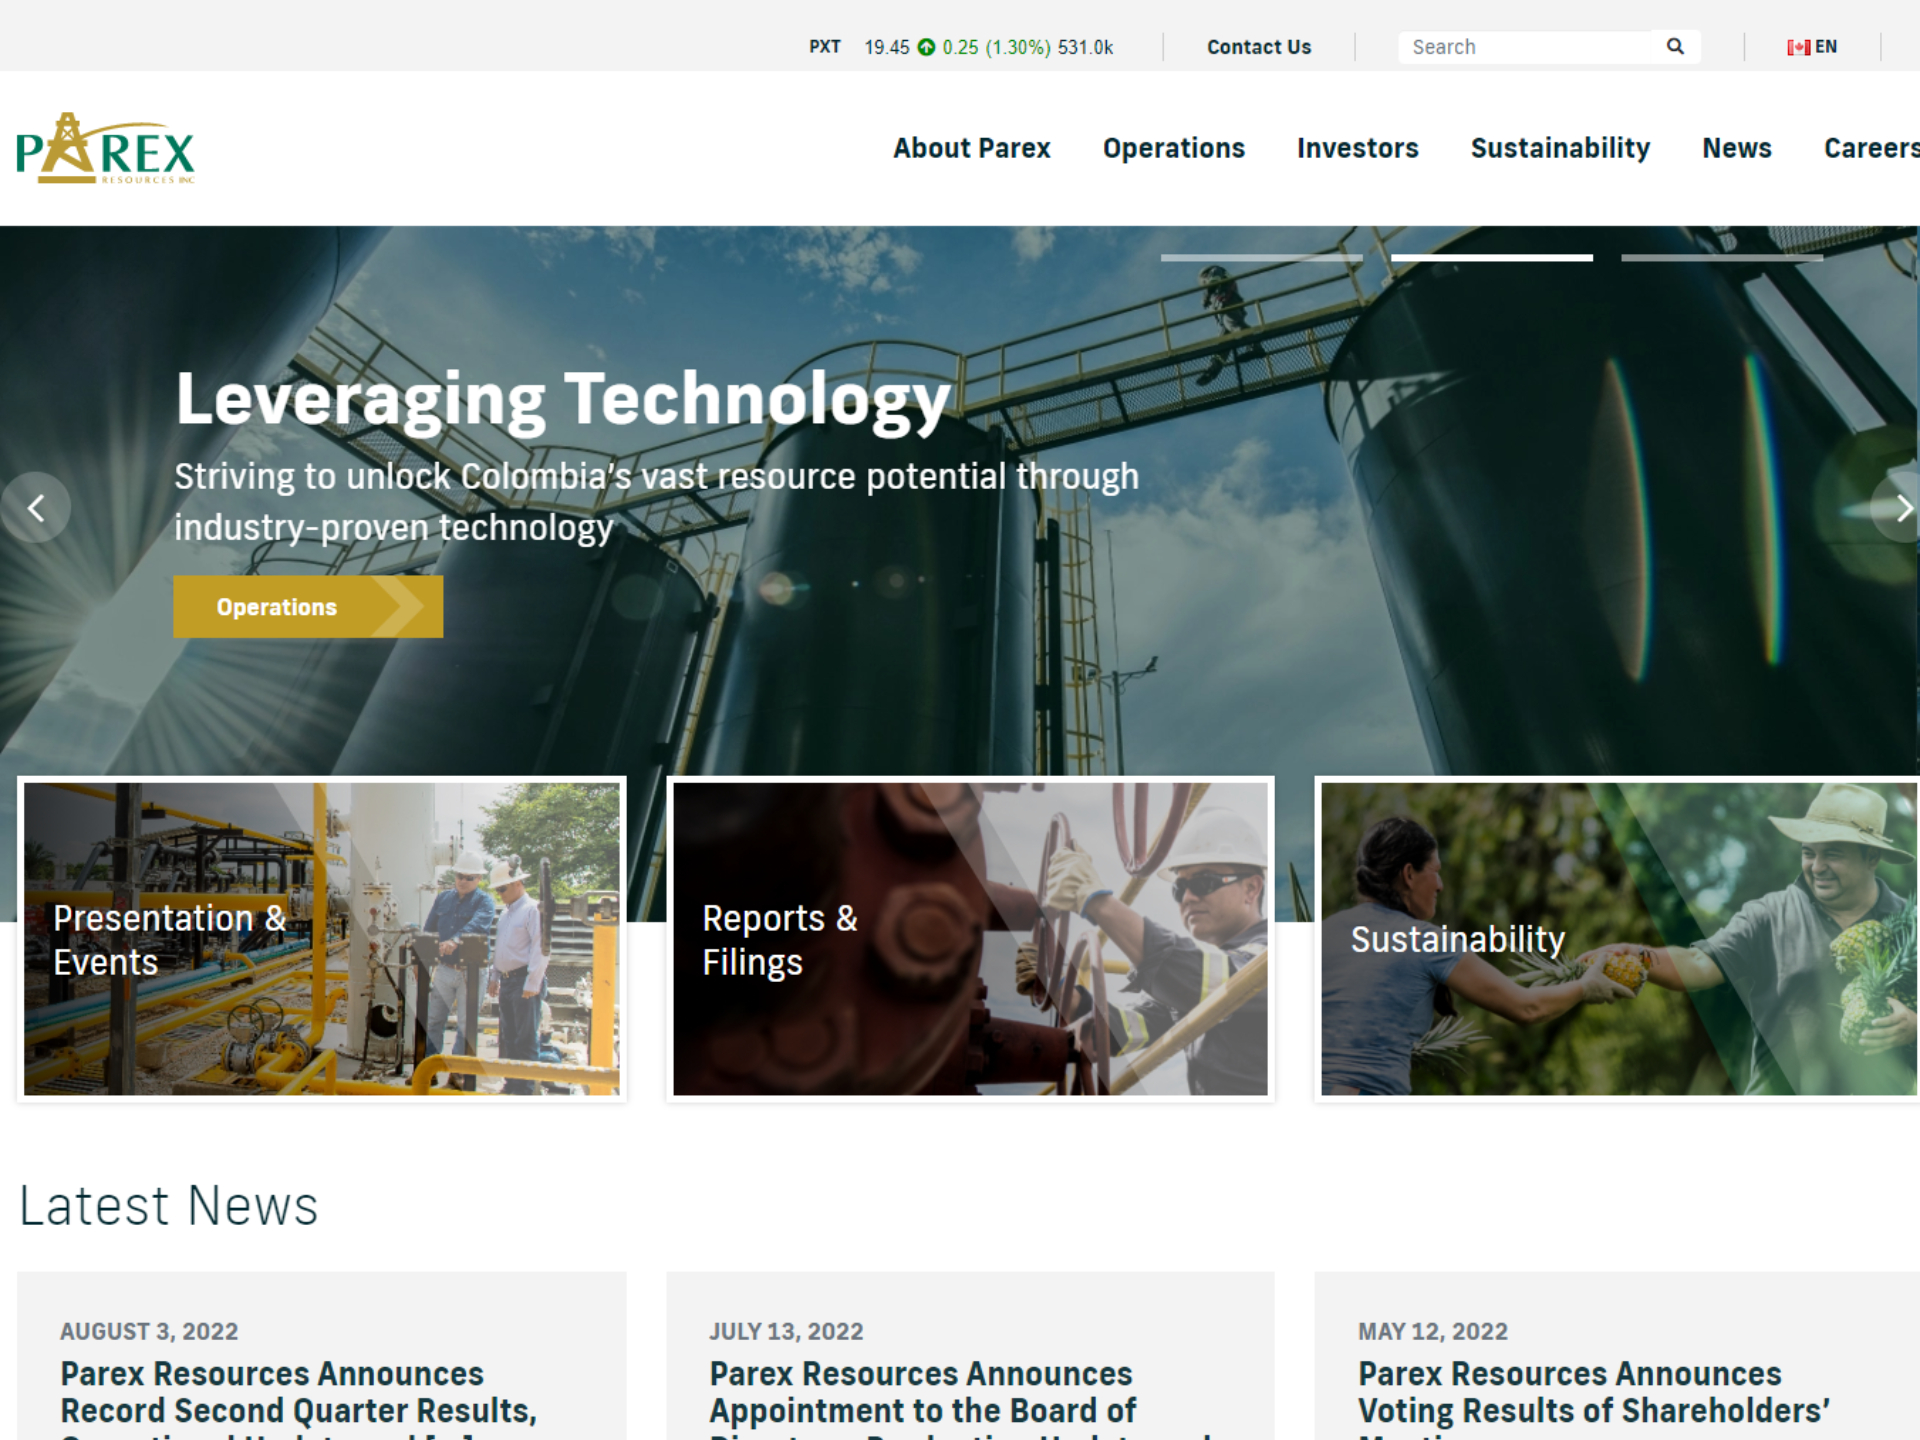 PXT 19.45 0.25 (1.30%) 531.0k
Contact Us
Search
EN
PAREX
RESOURCES INC
About Parex
Operations
Investors
Sustainability
News
Careers
Leveraging Technology
Striving to unlock Colombia's vast resource potential through
industry-proven technology
Operations
Presentation &
Events
Reports &
Filings
Sustainability
Latest News
AUGUST 3, 2022
Parex Resources Announces
Record Second Quarter Results,
JULY 13, 2022
Parex Resources Announces
Appointment to the Board of
MAY 12, 2022
Parex Resources Announces
Voting Results of Shareholders'